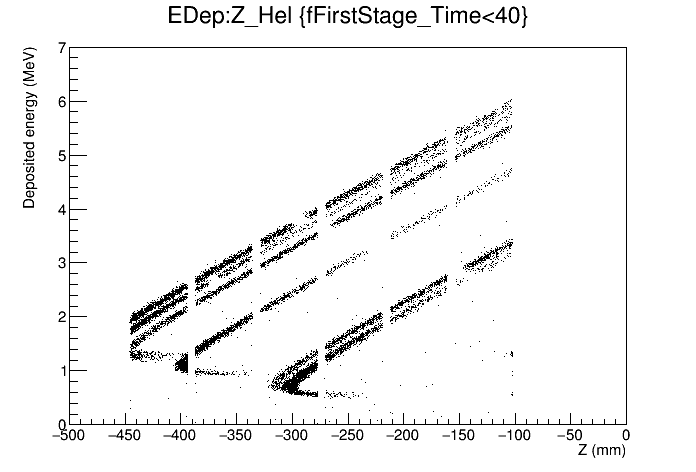 EDep:Z_Hel {fFirstStage_Time<40}
Deposited energy (MeV)
7
6
5
4
3
2
1
0
−500 −450 −400 −350 −300 −250 −200 −150 −100 −50 0
Z (mm)